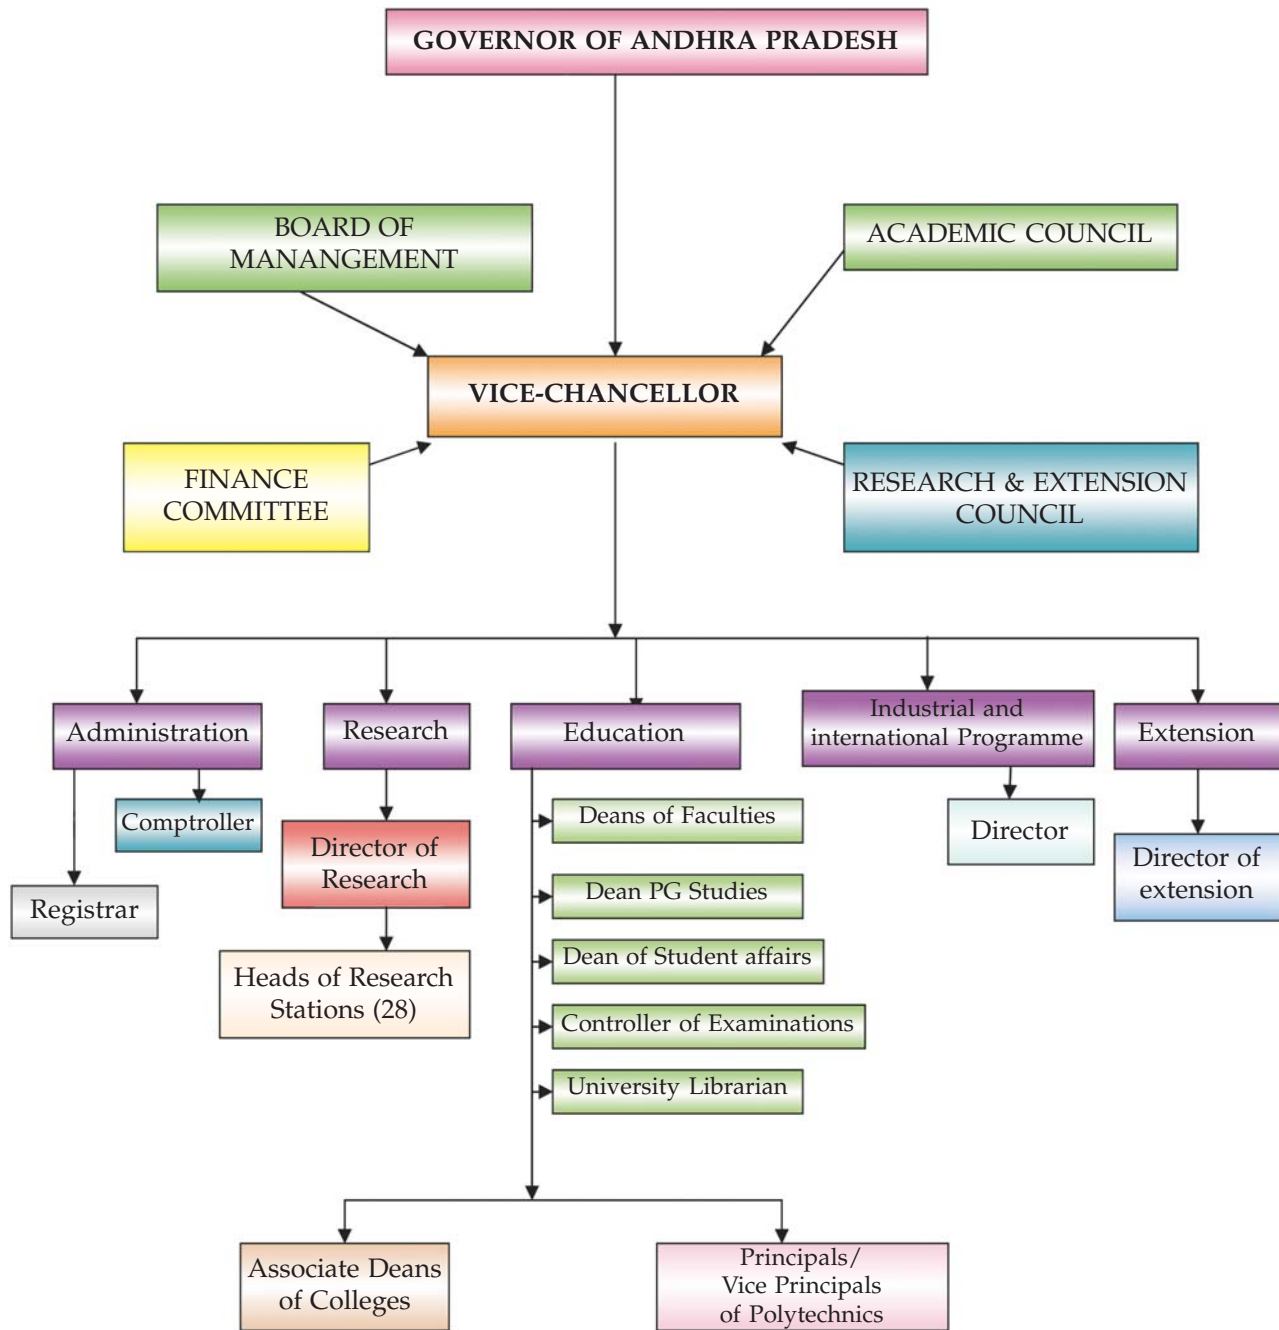 GOVERNOR OF ANDHRA PRADESH
BOARD OF
MANANGEMENT
ACADEMIC COUNCIL
VICE-CHANCELLOR
FINANCE
COMMITTEE
RESEARCH & EXTENSION
COUNCIL
Administration
Research
Education
Industrial and
international Programme
Extension
Comptroller
Registrar
Director of
Research
Heads of Research
Stations (28)
Deans of Faculties
Dean PG Studies
Dean of Student affairs
Controller of Examinations
University Librarian
Director
Director of
extension
Associate Deans
of Colleges
Principals/
Vice Principals
of Polytechnics